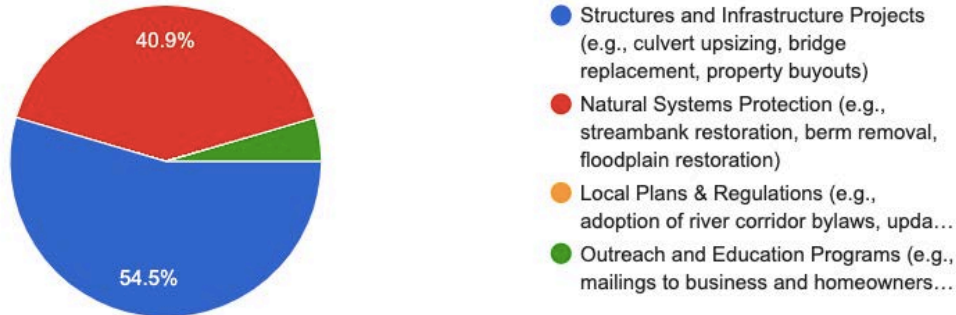 40.9%
54.5%
Structures and Infrastructure Projects
(e.g., culvert upsizing, bridge
replacement, property buyouts)
Natural Systems Protection (e.g.,
streambank restoration, berm removal,
floodplain restoration)
Local Plans & Regulations (e.g.,
adoption of river corridor bylaws, upda…
Outreach and Education Programs (e.g.,
mailings to business and homeowners…